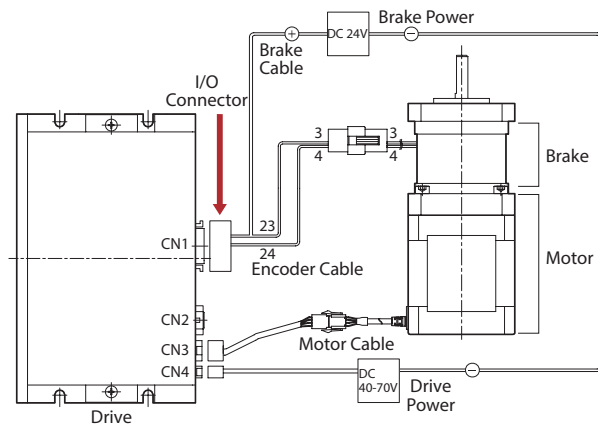 Brake Power
DC 24V
Brake
Cable
I/O
Connector
3
3
4
4
Brake
23
CN1
24
Encoder Cable
Motor
CN2
Motor Cable
CN3
CN4
DC
40-70V
Drive
Power
Drive